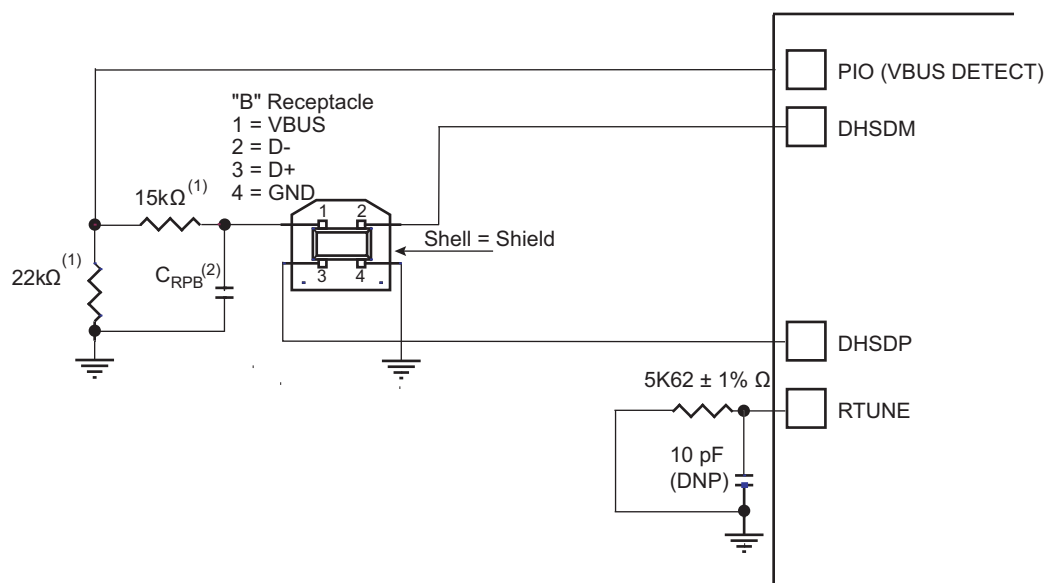 PIO (VBUS DETECT)
"B" Receptacle
1 = VBUS
2 = D-
3 = D+
4 = GND
DHSDM
15kΩ(1)
1 2
Shell = Shield
22kΩ(1)
CRPB(2)
3 4
DHSDP
5K62 ± 1% Ω
RTUNE
10 pF
(DNP)